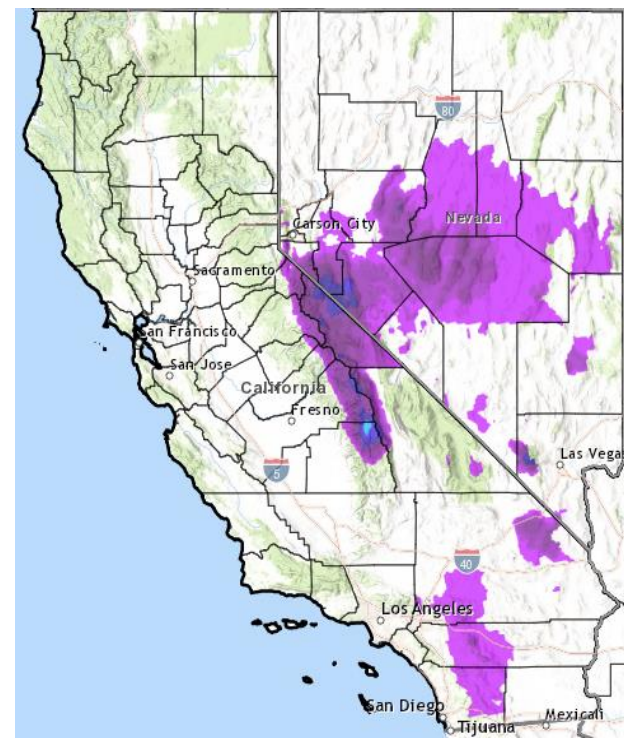 80
Nevada
Carson City
Sacramento
San Francisco
San Jose
California
Fresno
5
Las Vegas
40
Los Angeles
San Diego
Mexicali
Tijuana